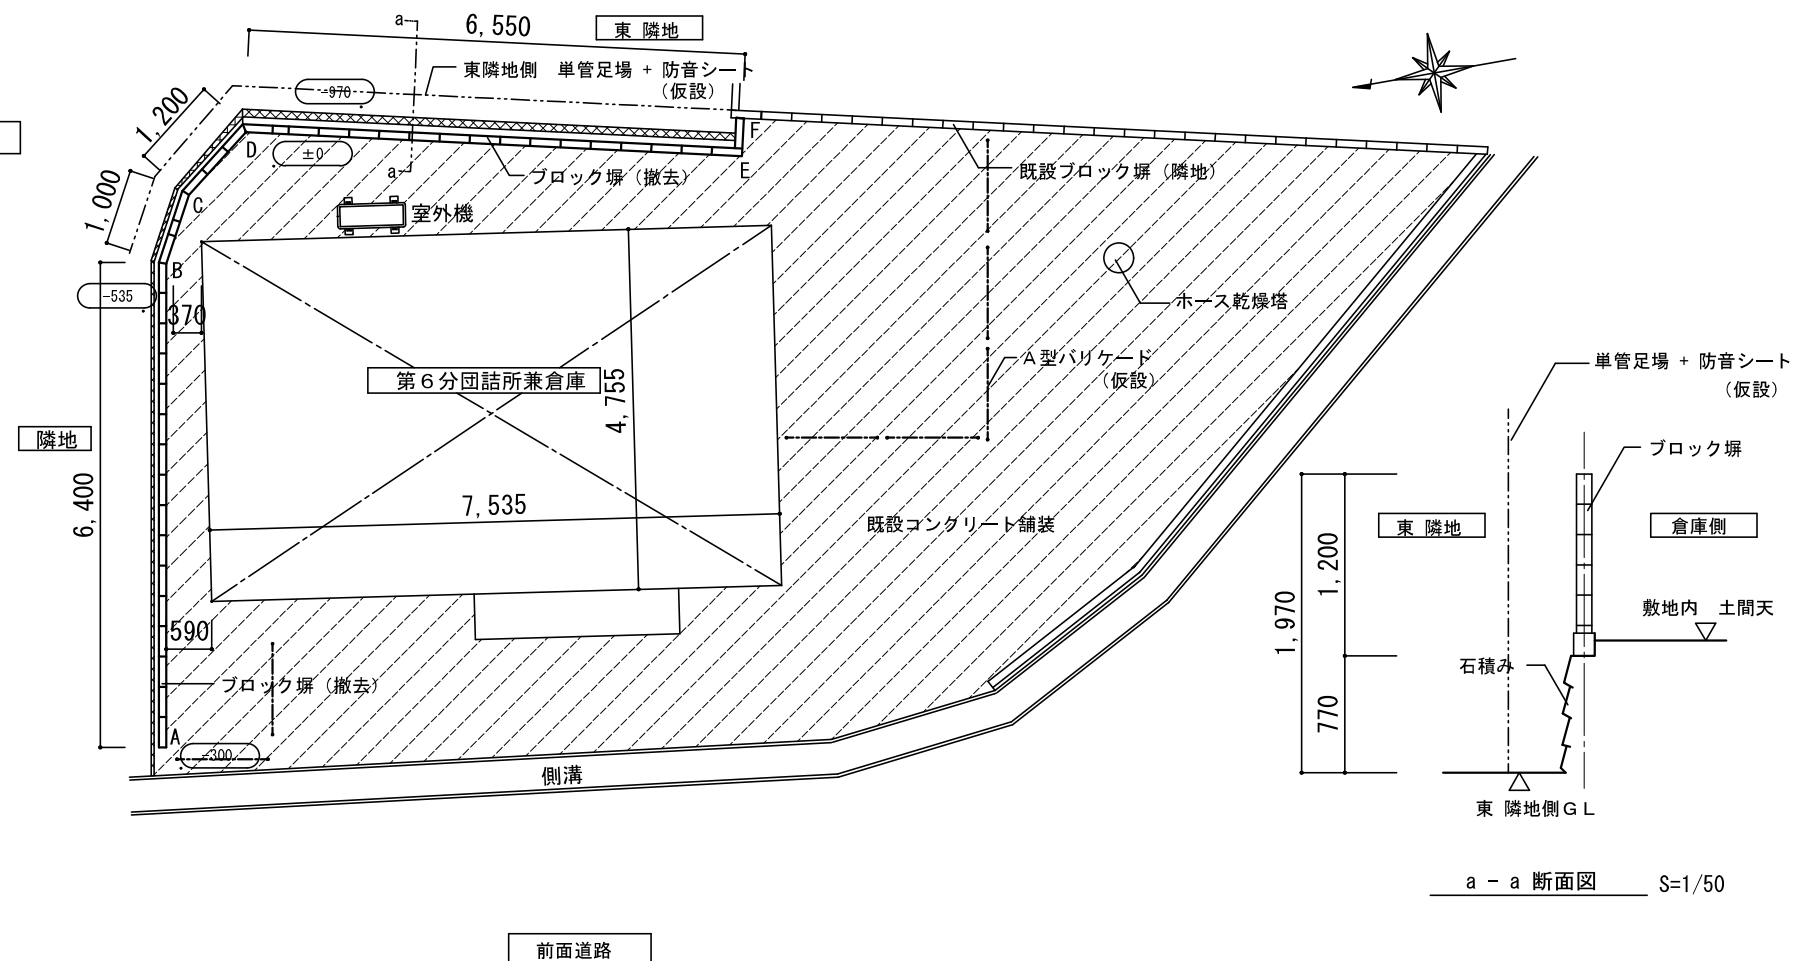 a
6,550
東 隣地
東隣地側　単管足場 + 防音シート
（仮設）
-970
1,200
D
±0
a
ブロック塀（撤去）
F
E
既設ブロック塀（隣地）
1,000
C
室外機
B
-535
370
ホース乾燥塔
A型バリケード
（仮設）
第6分団詰所兼倉庫
4,755
隣地
6,400
7,535
既設コンクリート舗装
590
ブロック塀（撤去）
A
-300
側溝
前面道路
単管足場 + 防音シート
（仮設）
ブロック塀
東 隣地
倉庫側
1,200
1,970
敷地内　土間天
石積み
770
東 隣地側GL
a - a 断面図 S=1/50